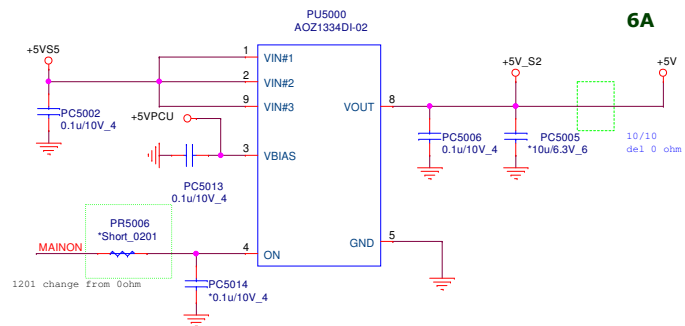 PU5000
AOZ1334DI-02
6A
+5VS5
+5V_S2
+5V
1
VIN#1
2
VIN#2
9
VIN#3
VOUT
8
PC5002
0.1u/10V_4
+5VPCU
PC5006
0.1u/10V_4
PC5005
*10u/6.3V_6
10/10
del 0 ohm
3
VBIAS
PC5013
0.1u/10V_4
PR5006
*Short_0201
MAINON
4
ON
GND
5
1201 change from 0ohm
PC5014
*0.1u/10V_4